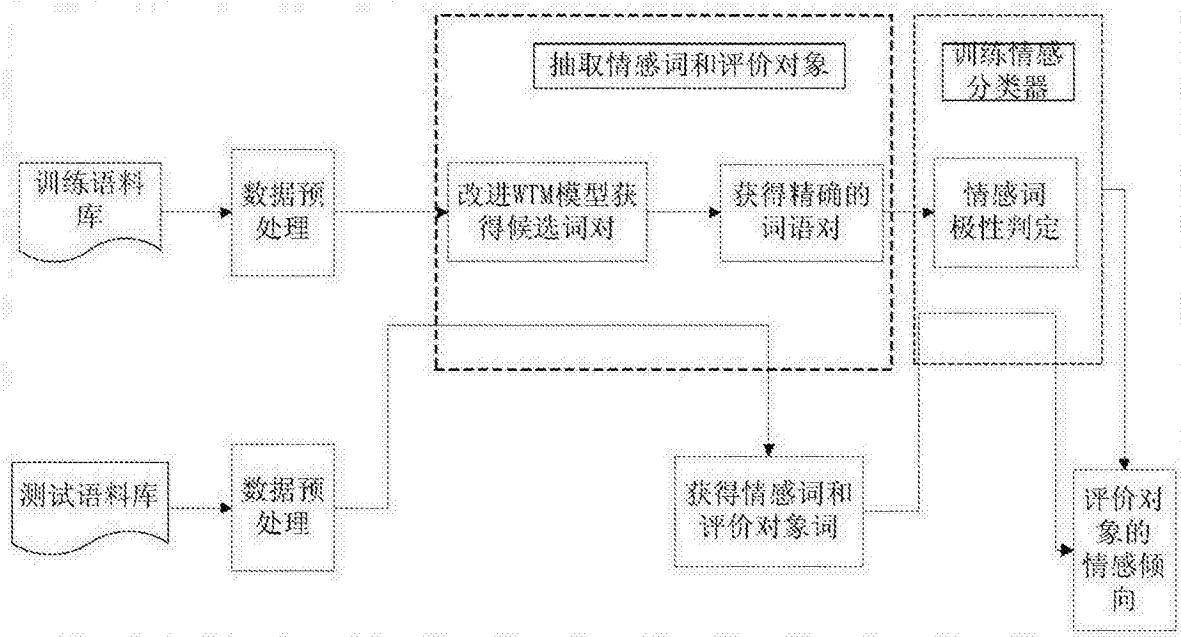 抽取情感词和评价对象
训练情感
分类器
训练语料
库
数据预
处理
改进WTM模型获
得候选词对
获得精确的
词语对
情感词
极性判定
测试语料库
数据预
处理
获得情感词和
评价对象词
评价对
象的
情感倾
向